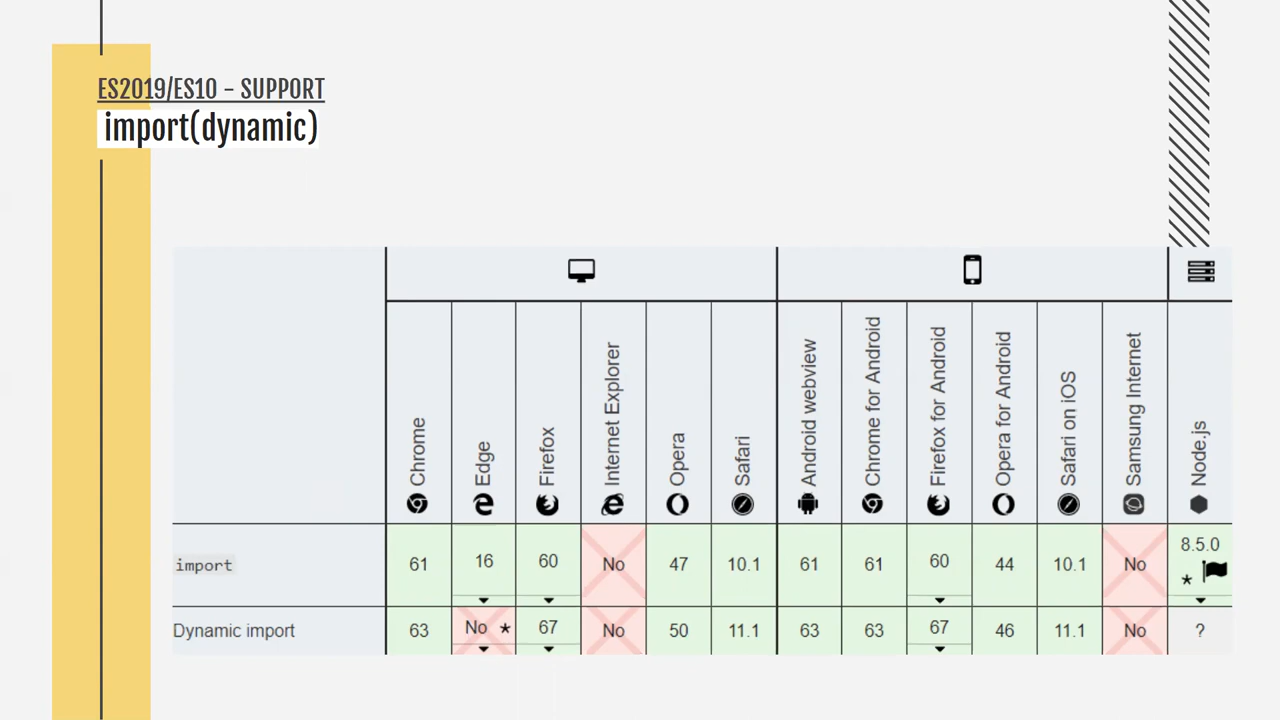 ES2019/ES10 - SUPPORT
import(dynamic)
Chrome Edge Firefox Internet Explorer Opera Safari Android webview Chrome for Android Firefox for Android Opera for Android Safari on iOS Samsung Internet Node.js
import 61 16 60 No 47 10.1 61 61 60 44 10.1 No 8.5.0 *
Dynamic import 63 No * 67 No 50 11.1 63 63 67 46 11.1 No ?